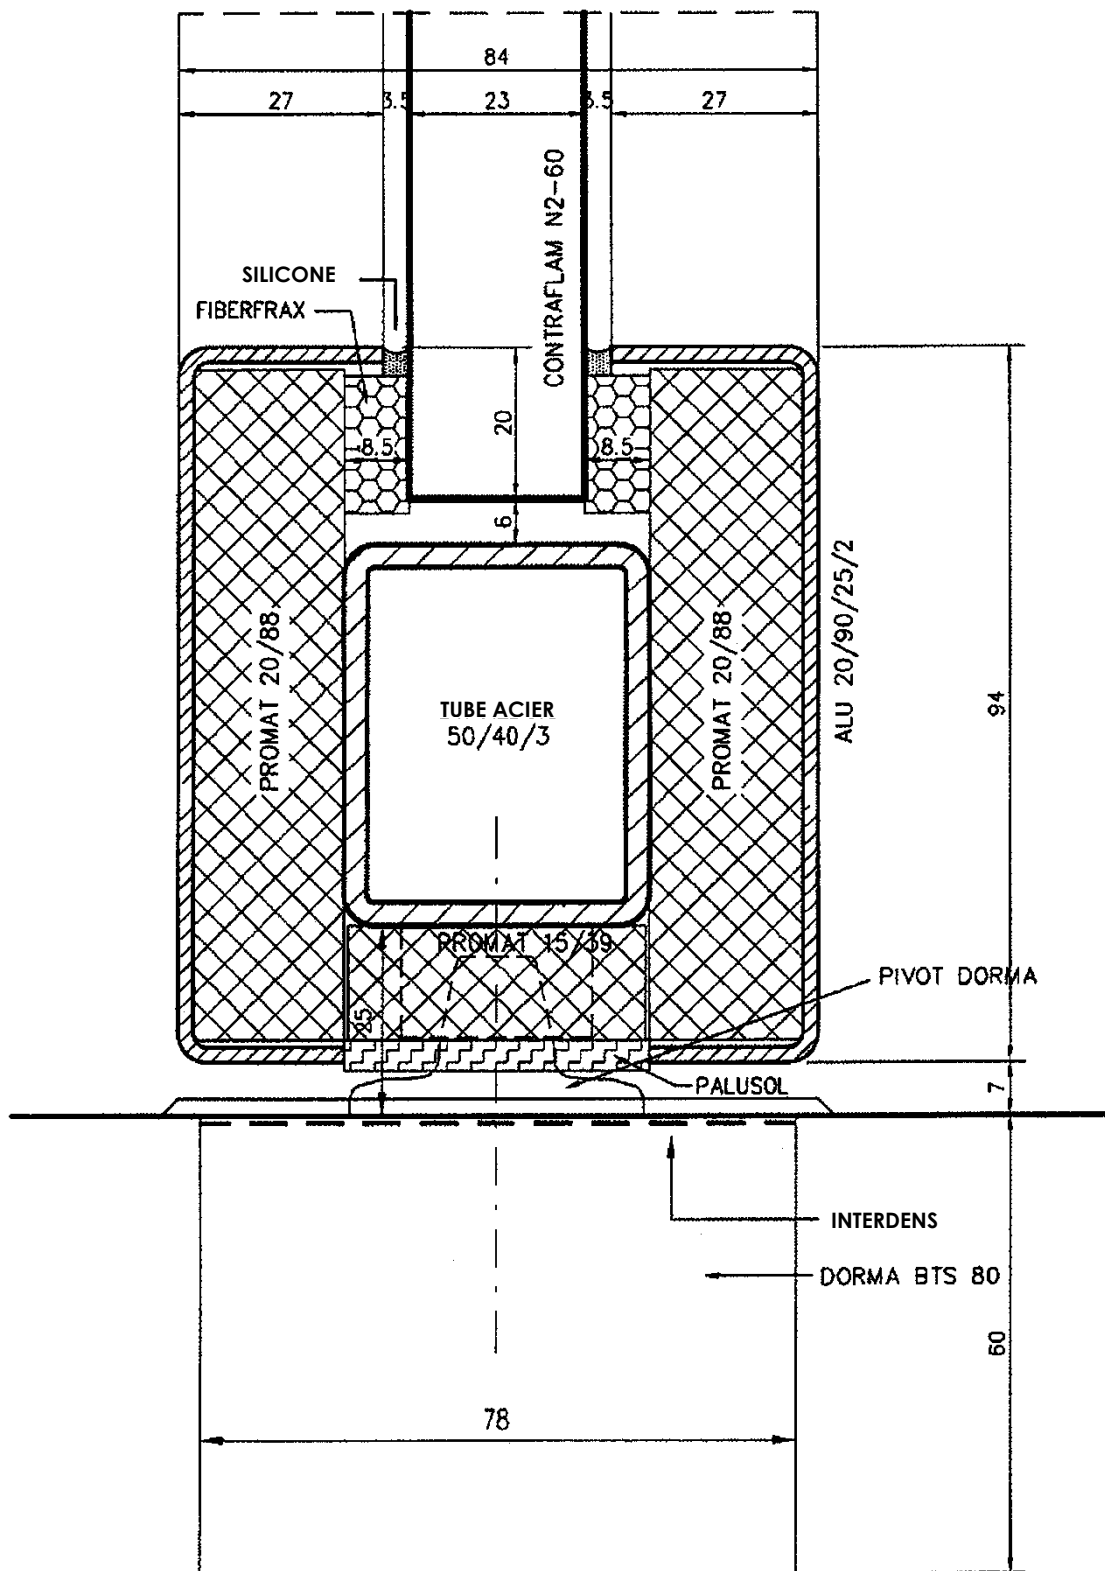 84
27
3.5
23
3.5
27
CONTRAFLAM N2-60
SILICONE
FIBERFRAX
20
8.5
8.5
6
ALU 20/90/25/2
PROMAT 20/88
PROMAT 20/88
TUBE ACIER
50/40/3
94
PROMAT 15/39
PIVOT DORMA
25
PALUSOL
7
INTERDENS
DORMA BTS 80
60
78